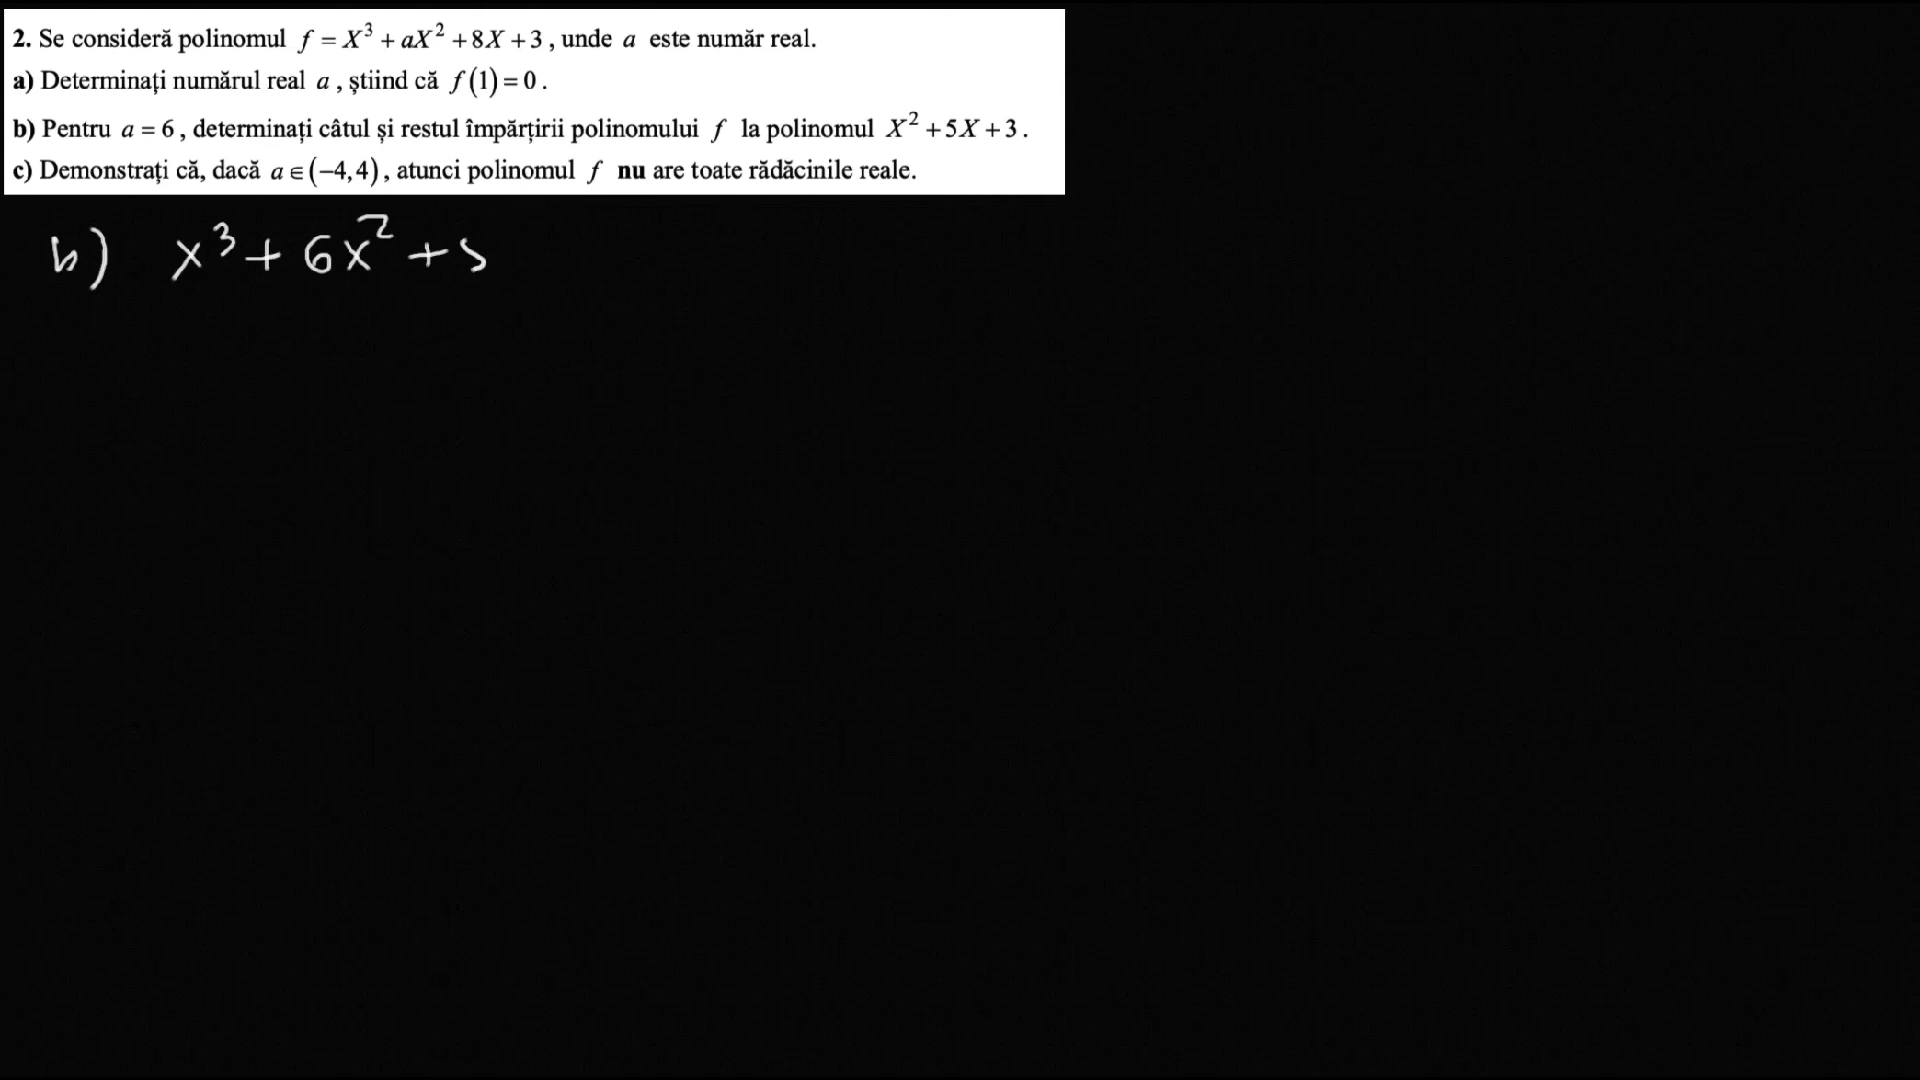 2. Se consideră polinomul f = X³ + aX² + 8X + 3, unde a este număr real.
a) Determinați numărul real a, știind că f(1) = 0.
b) Pentru a = 6, determinați câtul și restul împărțirii polinomului f la polinomul X² + 5X + 3.
c) Demonstrați că, dacă a ∈ (−4, 4), atunci polinomul f nu are toate rădăcinile reale.
b) x³ + 6x² +